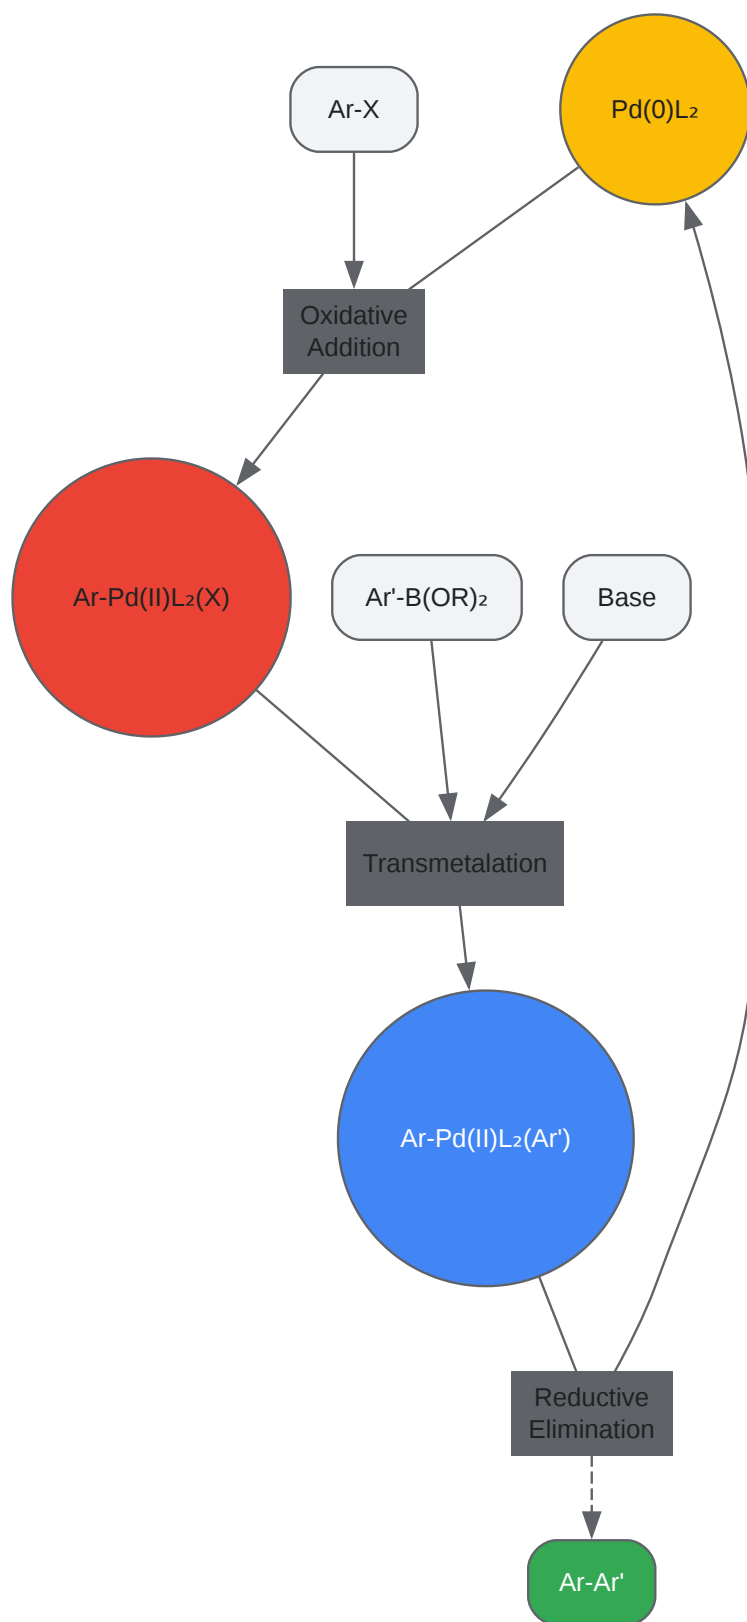 Ar-X
Pd(0)L₂
Oxidative
Addition
Ar-Pd(II)L₂(X)
Ar'-B(OR)₂
Base
Transmetalation
Ar-Pd(II)L₂(Ar')
Reductive
Elimination
Ar-Ar'